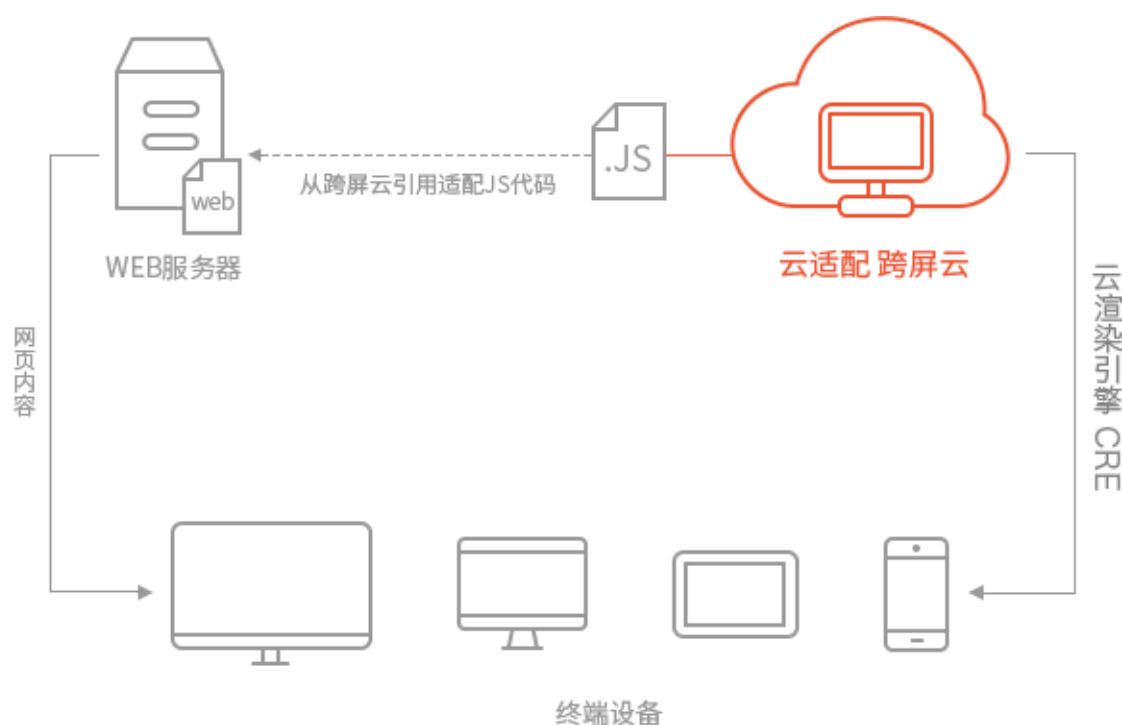 .JS
从跨屏云引用适配JS代码
web
WEB服务器
云适配 跨屏云
网页内容
云渲染引擎 CRE
终端设备